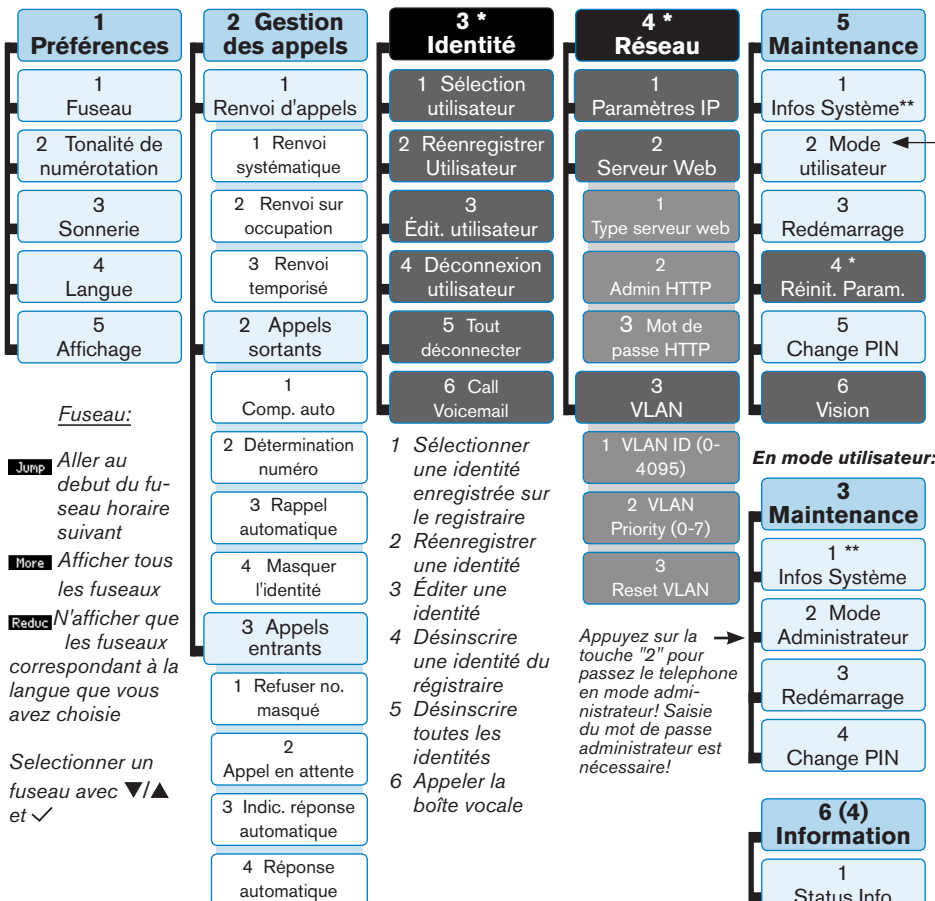 1
Préférences
1
Fuseau
2 Tonalité de
numérotation
3
Sonnerie
4
Langue
5
Affichage
Fuseau:
Jump Aller au
debut du fu-
seau horaire
suivant
More Afficher tous
les fuseaux
Reduc N'afficher que
les fuseaux
correspondant à la
langue que vous
avez choisie
Selectionner un
fuseau avec ▼/▲
et ✓
2 Gestion
des appels
1
Renvoi d'appels
1 Renvoi
systématique
2 Renvoi sur
occupation
3 Renvoi
temporisé
2 Appels
sortants
1
Comp. auto
2 Détermination
numéro
3 Rappel
automatique
4 Masquer
l'identité
3 Appels
entrants
1 Refuser no.
masqué
2
Appel en attente
3 Indic. réponse
automatique
4 Réponse
automatique
3 *
Identité
1 Sélection
utilisateur
2 Réenregistrer
Utilisateur
3
Édit. utilisateur
4 Déconnexion
utilisateur
5 Tout
déconnecter
6 Call
Voicemail
1 Sélectionner
une identité
enregistrée sur
le registraire
2 Réenregistrer
une identité
3 Éditer une
identité
4 Désinscrire
une identité du
régistraire
5 Désinscrire
toutes les
identités
6 Appeler la
boîte vocale
4 *
Réseau
1
Paramètres IP
2
Serveur Web
1
Type serveur web
2
Admin HTTP
3 Mot de
passe HTTP
3
VLAN
1 VLAN ID (0-
4095)
2 VLAN
Priority (0-7)
3
Reset VLAN
Appuyez sur la
touche "2" pour
passez le telephone
en mode admi-
nistrateur! Saisie
du mot de passe
administrateur est
nécessaire!
5
Maintenance
1
Infos Système**
2 Mode
utilisateur
3
Redémarrage
4 *
Réinit. Param.
5
Change PIN
6
Vision
En mode utilisateur:
3
Maintenance
1 **
Infos Système
2 Mode
Administrateur
3
Redémarrage
4
Change PIN
6 (4)
Information
1
Status Info